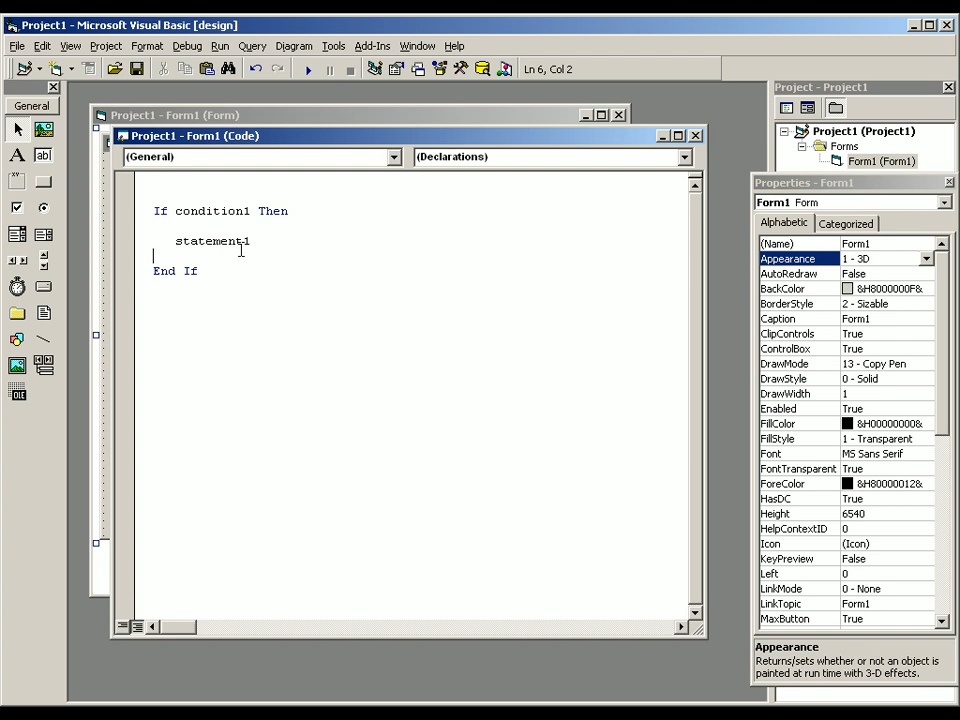 Project1 - Microsoft Visual Basic [design]
File Edit View Project Format Debug Run Query Diagram Tools Add-Ins Window Help
Ln 6, Col 2
General
A
ab|
xy
OLE
Project1 - Form1 (Form)
Project1 - Form1 (Code)
(General)
(Declarations)
If condition1 Then
statement1
End If
Project - Project1
Project1 (Project1)
Forms
Form1 (Form1)
Properties - Form1
Form1 Form
Alphabetic Categorized
(Name) Form1
Appearance 1 - 3D
AutoRedraw False
BackColor &H8000000F&
BorderStyle 2 - Sizable
Caption Form1
ClipControls True
ControlBox True
DrawMode 13 - Copy Pen
DrawStyle 0 - Solid
DrawWidth 1
Enabled True
FillColor &H00000000&
FillStyle 1 - Transparent
Font MS Sans Serif
FontTransparent True
ForeColor &H80000012&
HasDC True
Height 6540
HelpContextID 0
Icon (Icon)
KeyPreview False
Left 0
LinkMode 0 - None
LinkTopic Form1
MaxButton True
Appearance
Returns/sets whether or not an object is
painted at run time with 3-D effects.